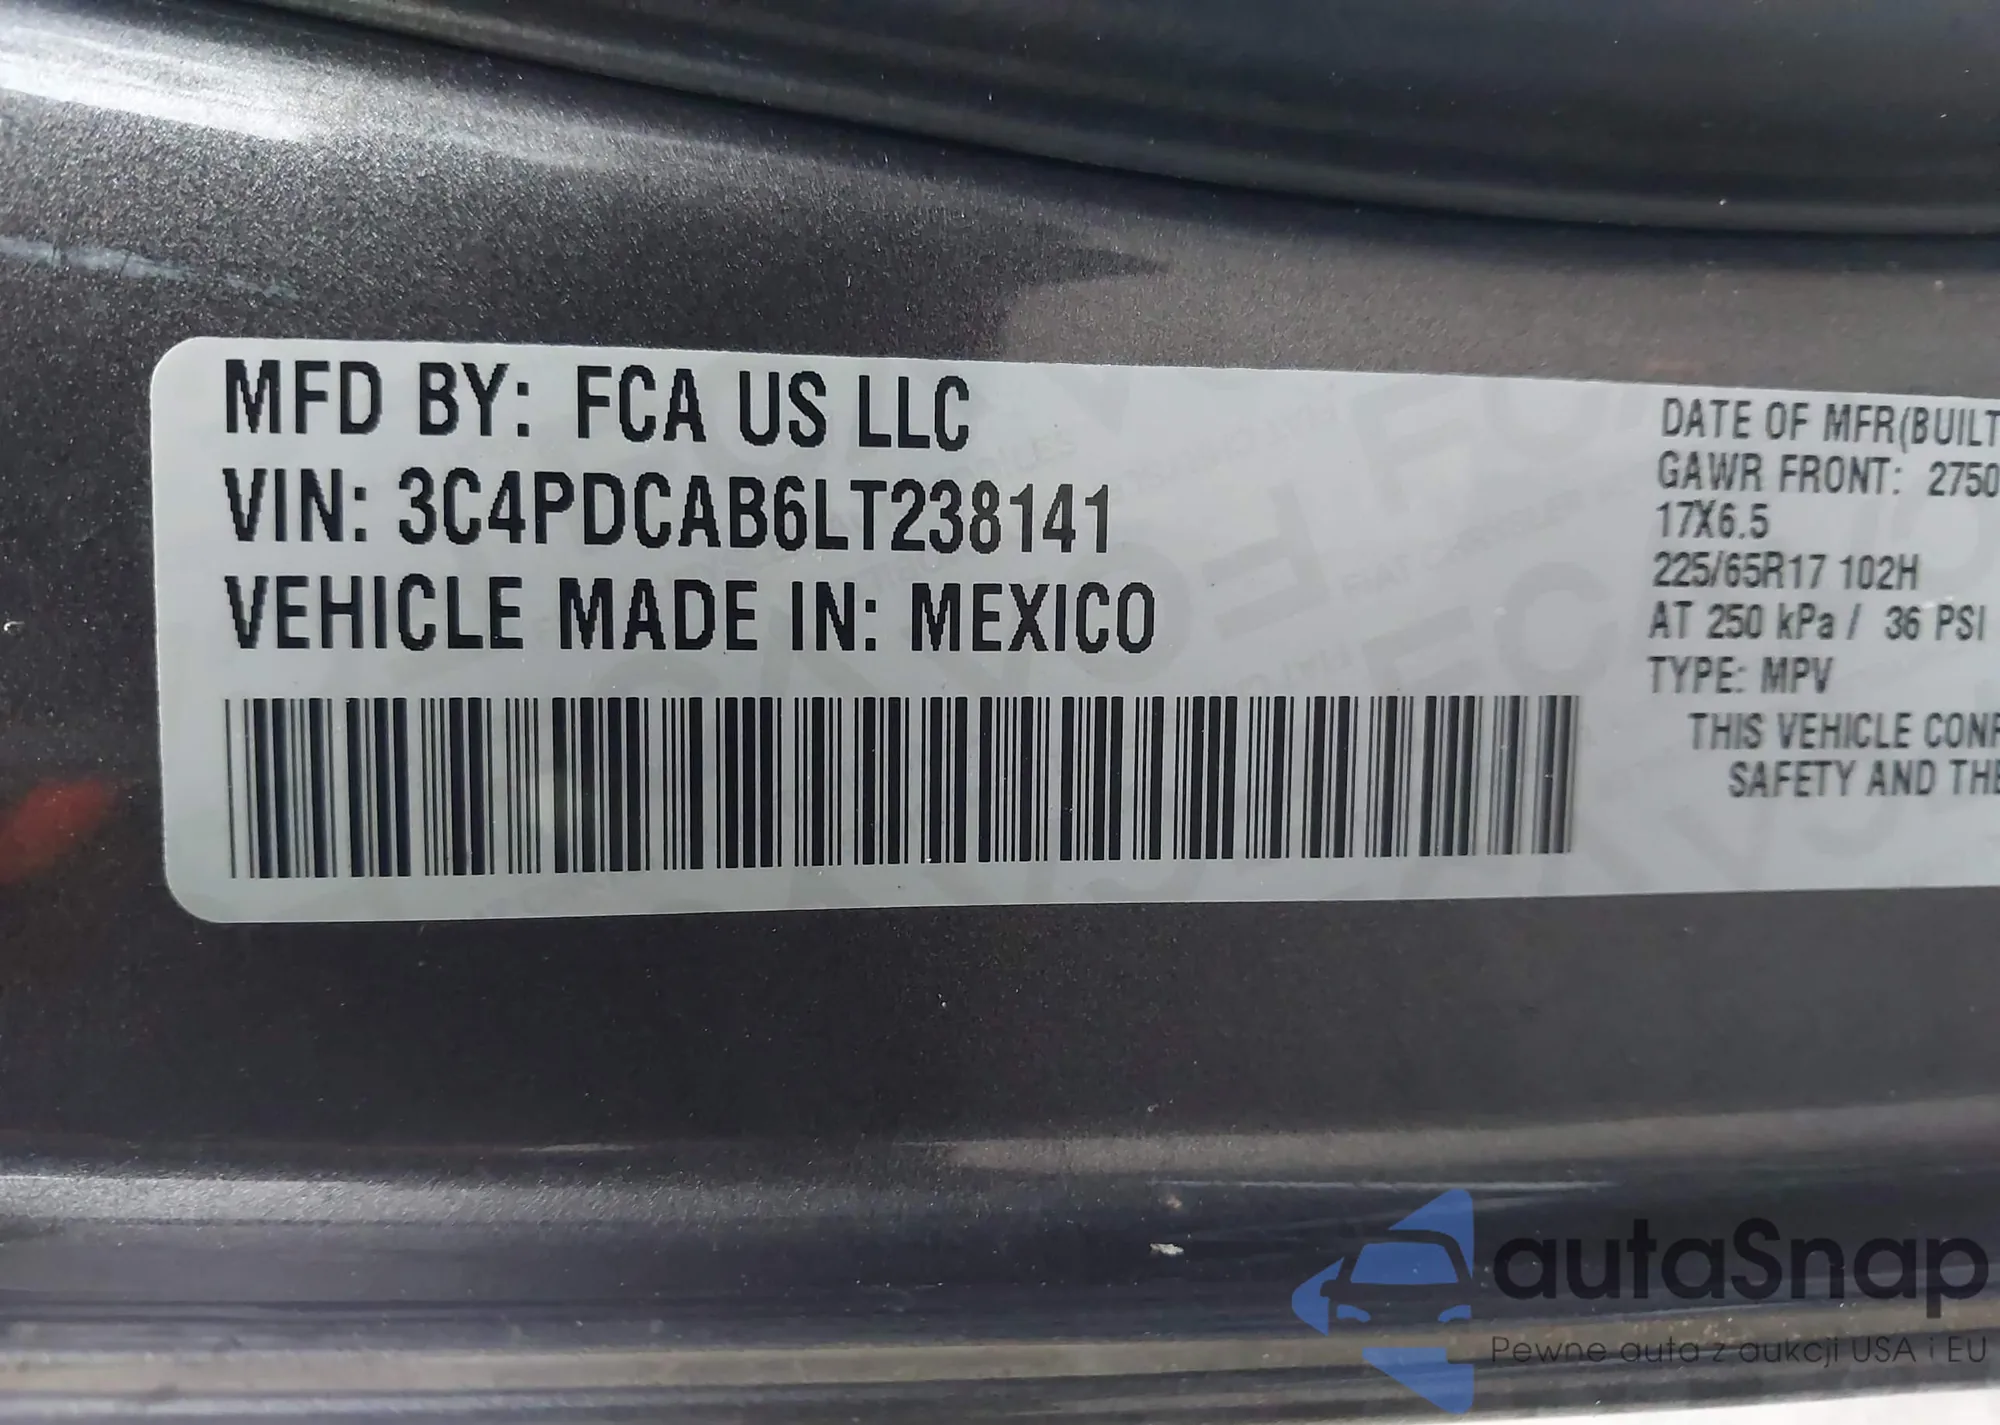 MFD BY: FCA US LLC
VIN: 3C4PDCAB6LT238141
VEHICLE MADE IN: MEXICO
DATE OF MFR(BUILT
GAWR FRONT: 2750
17X6.5
225/65R17 102H
AT 250 kPa / 36 PSI
TYPE: MPV
THIS VEHICLE CONF
SAFETY AND THE
autaSnap
Pewne auta z aukcji USA i EU